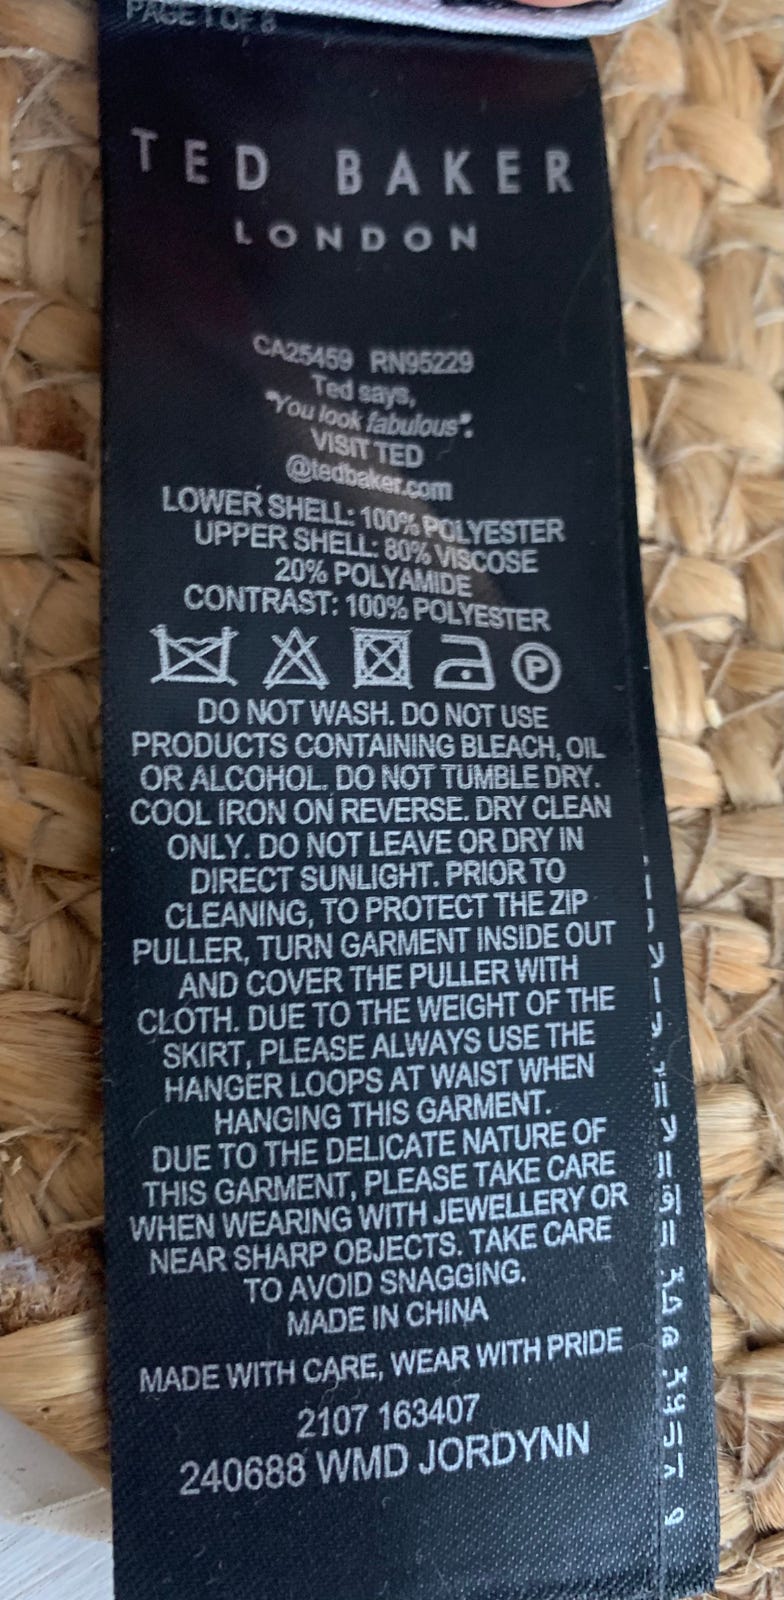 PAGE 1 OF 8
TED BAKER
LONDON
CA25459 RN95229
Ted says,
"You look fabulous".
VISIT TED
@tedbaker.com
LOWER SHELL: 100% POLYESTER
UPPER SHELL: 80% VISCOSE
20% POLYAMIDE
CONTRAST: 100% POLYESTER
P
DO NOT WASH. DO NOT USE
PRODUCTS CONTAINING BLEACH, OIL
OR ALCOHOL. DO NOT TUMBLE DRY.
COOL IRON ON REVERSE. DRY CLEAN
ONLY. DO NOT LEAVE OR DRY IN
DIRECT SUNLIGHT. PRIOR TO
CLEANING, TO PROTECT THE ZIP
PULLER, TURN GARMENT INSIDE OUT
AND COVER THE PULLER WITH
CLOTH. DUE TO THE WEIGHT OF THE
SKIRT, PLEASE ALWAYS USE THE
HANGER LOOPS AT WAIST WHEN
HANGING THIS GARMENT.
DUE TO THE DELICATE NATURE OF
THIS GARMENT, PLEASE TAKE CARE
WHEN WEARING WITH JEWELLERY OR
NEAR SHARP OBJECTS. TAKE CARE
TO AVOID SNAGGING.
MADE IN CHINA
MADE WITH CARE, WEAR WITH PRIDE
2107 163407
240688 WMD JORDYNN